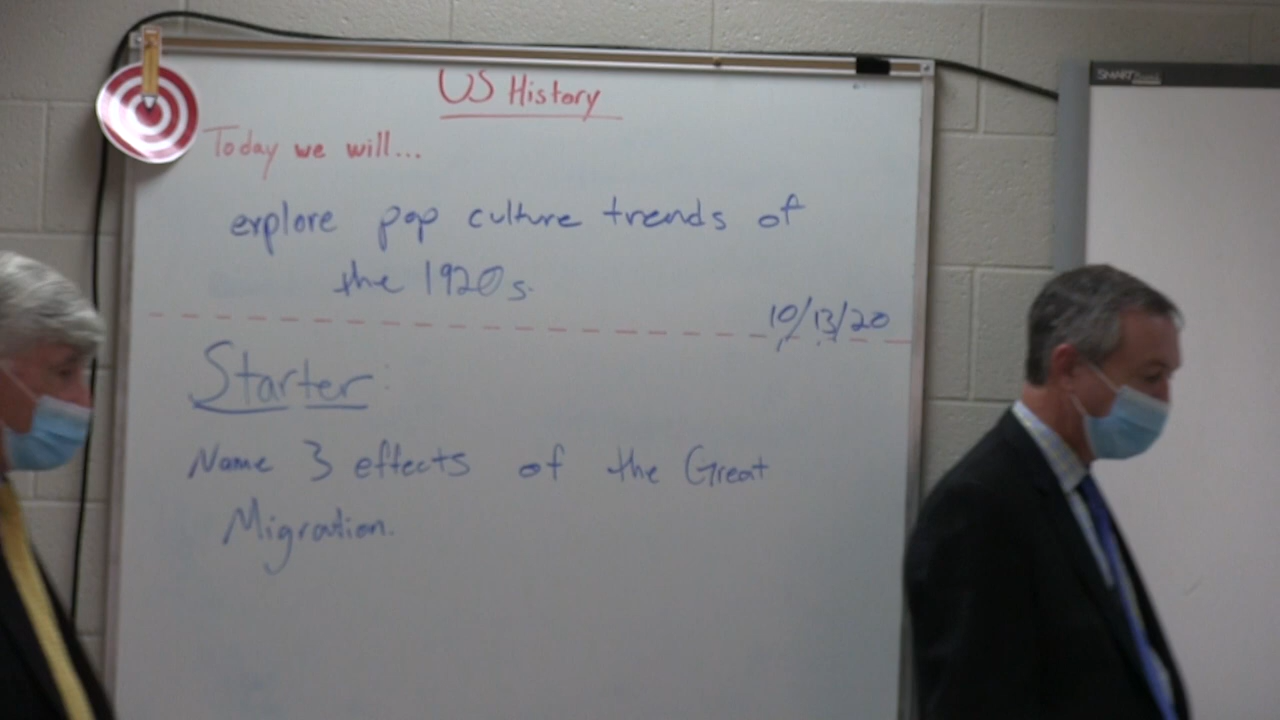 US History
Today we will...
explore pop culture trends of
the 1920s.
10/13/20
Starter:
Name 3 effects of the Great
Migration.
SMART